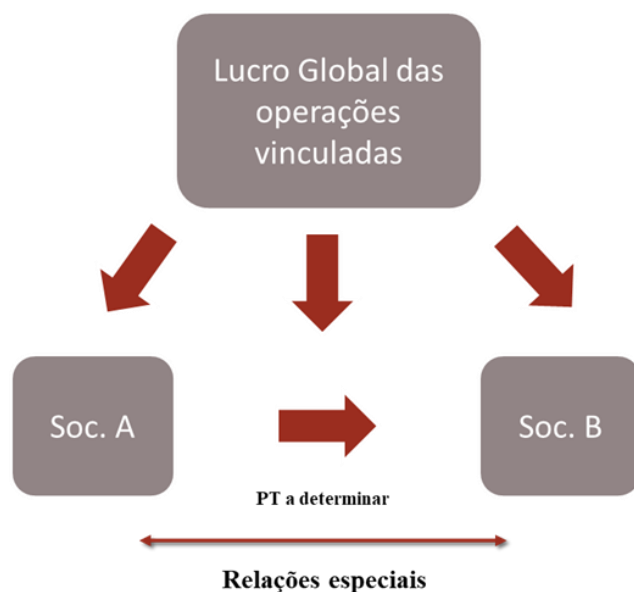 Lucro Global das
operações
vinculadas
Soc. A
Soc. B
PT a determinar
Relações especiais